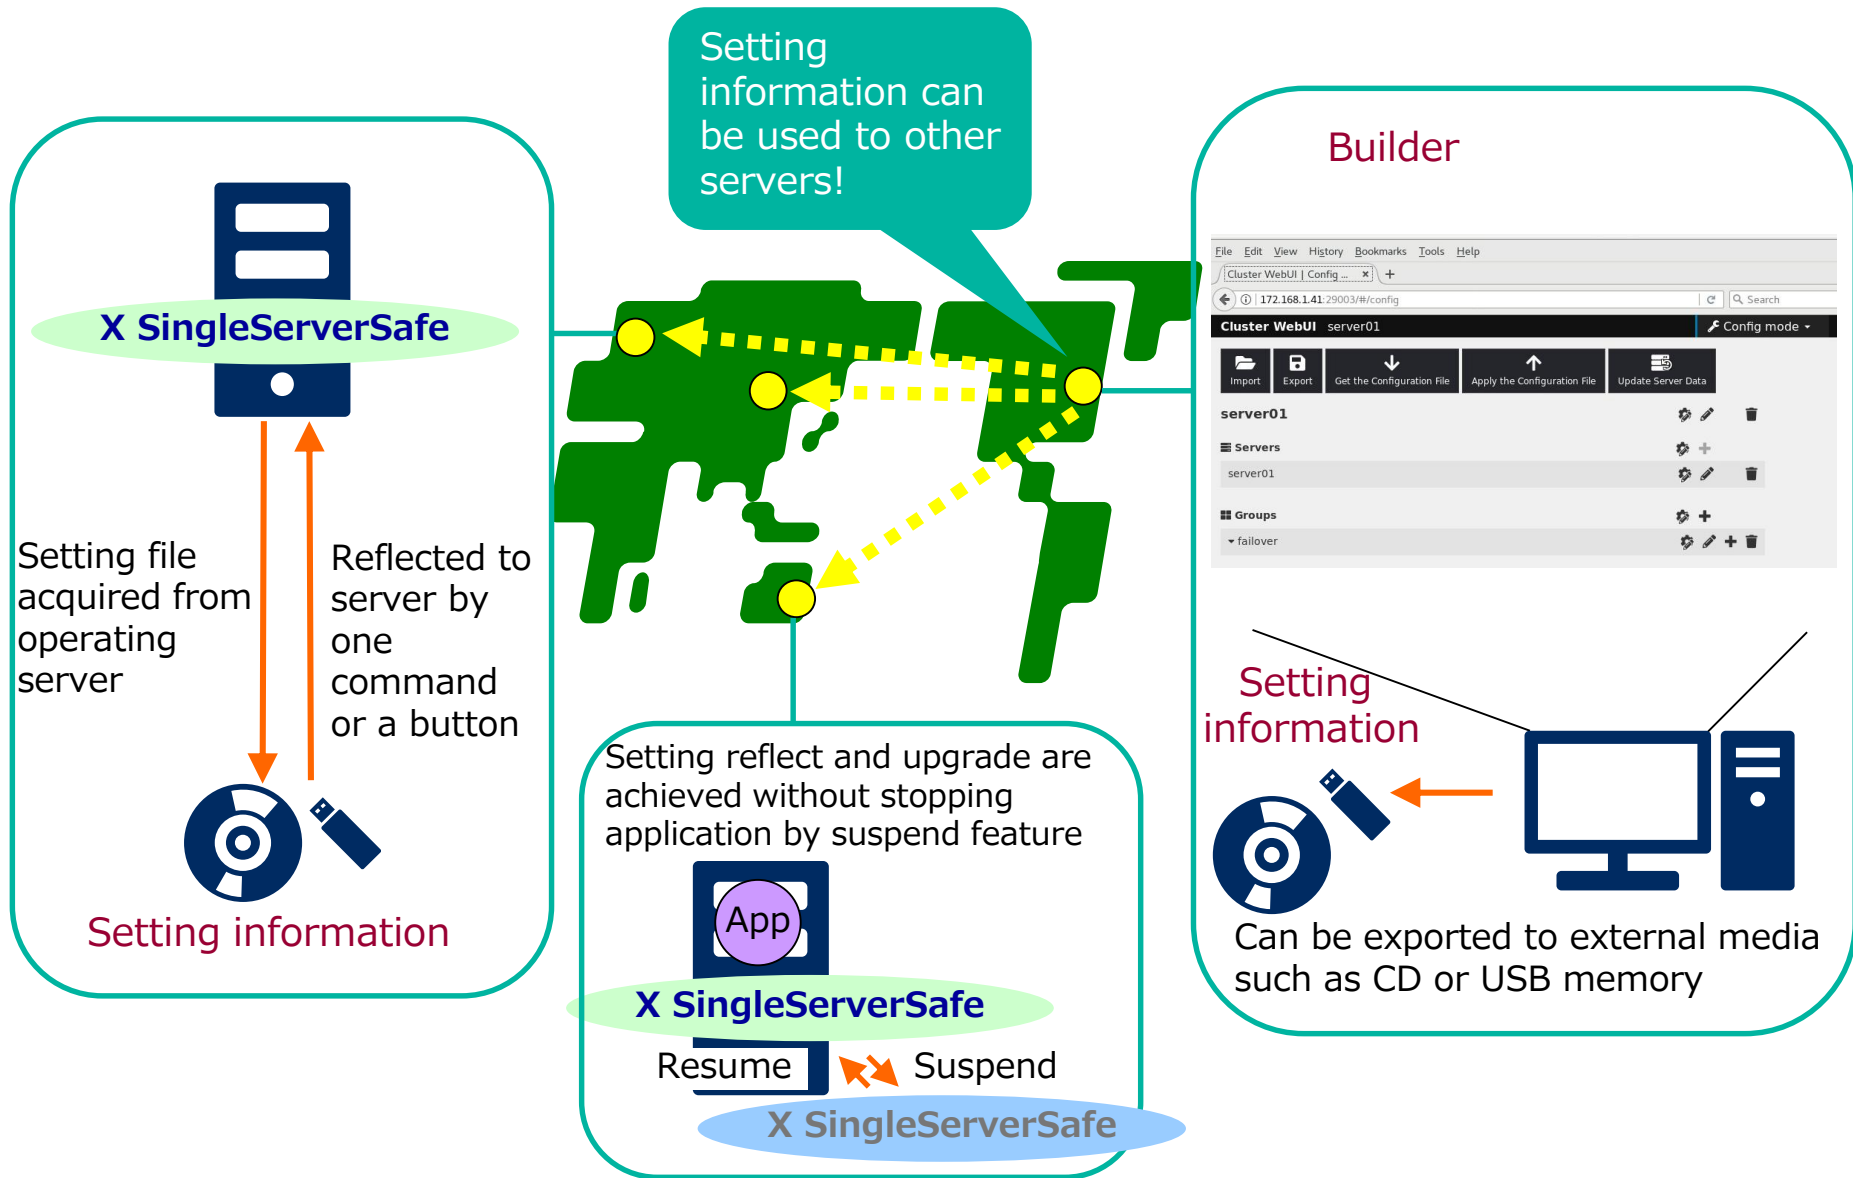 Setting
information can
be used to other
servers!
X SingleServerSafe
Setting file
acquired from
operating
server
Reflected to
server by
one
command
or a button
Setting information
Setting reflect and upgrade are
achieved without stopping
application by suspend feature
App
X SingleServerSafe
Resume
Suspend
X SingleServerSafe
Builder
File Edit View History Bookmarks Tools Help
Cluster WebUI | Config ... × +
172.168.1.41:29003/#/config
Search
Cluster WebUI server01
Config mode
Import
Export
Get the Configuration File
Apply the Configuration File
Update Server Data
server01
Servers
server01
Groups
failover
Setting
information
Can be exported to external media
such as CD or USB memory